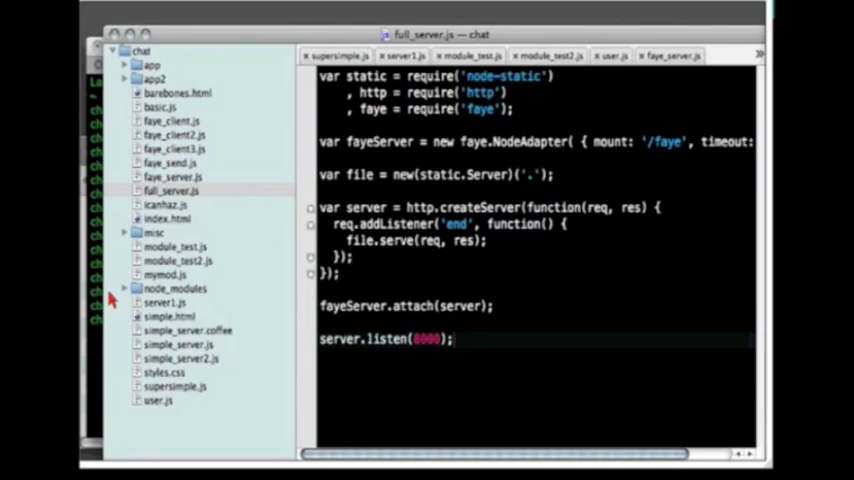 full_server.js — chat
chat
app
app2
barebones.html
basic.js
faye_client.js
faye_client2.js
faye_client3.js
faye_send.js
faye_server.js
full_server.js
icanhaz.js
index.html
misc
module_test.js
module_test2.js
mymod.js
node_modules
server1.js
simple.html
simple_server.coffee
simple_server.js
simple_server2.js
styles.css
supersimple.js
user.js
supersimple.js server1.js module_test.js module_test2.js user.js faye_server.js
var static = require('node-static')
, http = require('http')
, faye = require('faye');
var fayeServer = new faye.NodeAdapter( { mount: '/faye', timeout:
var file = new(static.Server)('.');
var server = http.createServer(function(req, res) {
req.addListener('end', function() {
file.serve(req, res);
});
});
fayeServer.attach(server);
server.listen(8000);